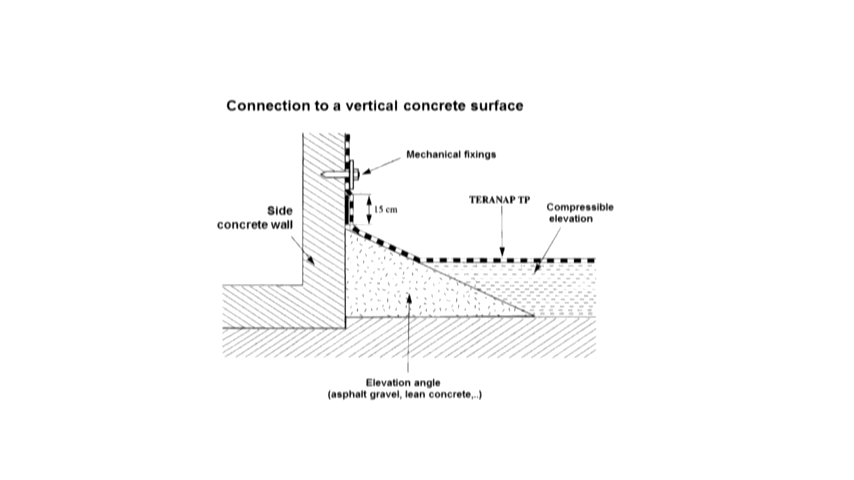 Connection to a vertical concrete surface
Mechanical fixings
15 cm
TERANAP TP
Compressible
elevation
Side
concrete wall
Elevation angle
(asphalt gravel, lean concrete,..)